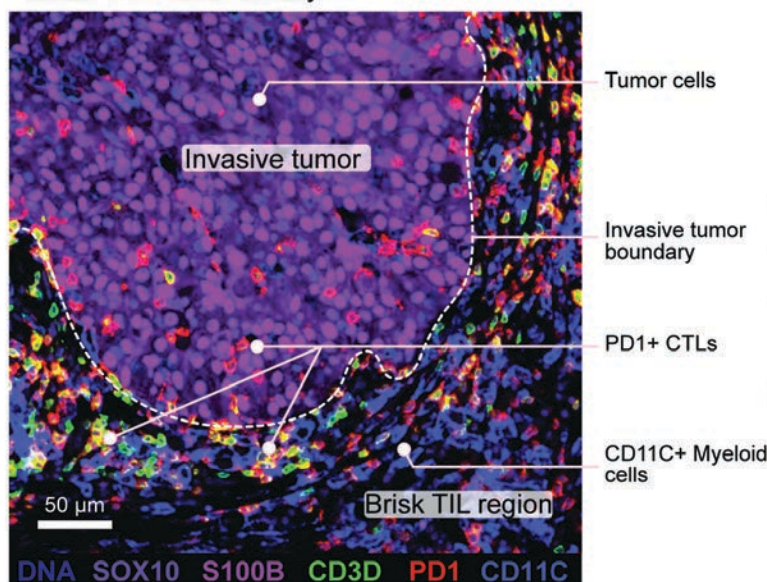 Tumor cells
Invasive tumor
Invasive tumor
boundary
PD1+ CTLs
CD11C+ Myeloid
cells
Brisk TIL region
50 μm
DNA SOX10 S100B CD3D PD1 CD11C